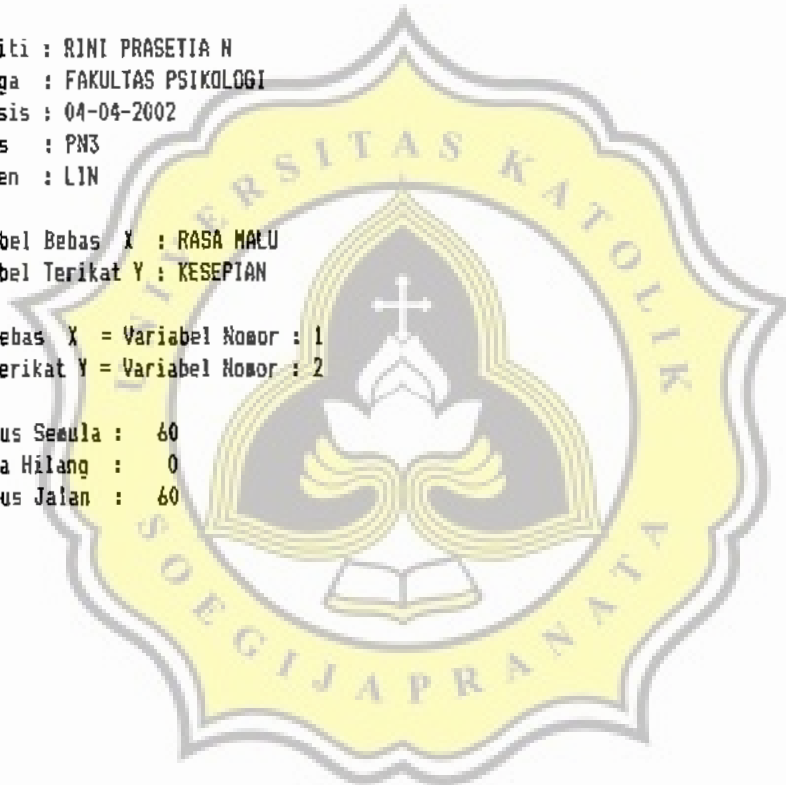 iti : RINI PRASETIA N
ga : FAKULTAS PSIKOLOGI
sis : 04-04-2002
s : PN3
en : LIN
bel Bebas X : RASA MALU
bel Terikat Y : KESEPIAN
ebas X = Variabel Nomor : 1
erikat Y = Variabel Nomor : 2
us Semula : 60
a Hilang : 0
us Jalan : 60
UNIVERSITAS KATOLIK
SOEGIJAPRANATA